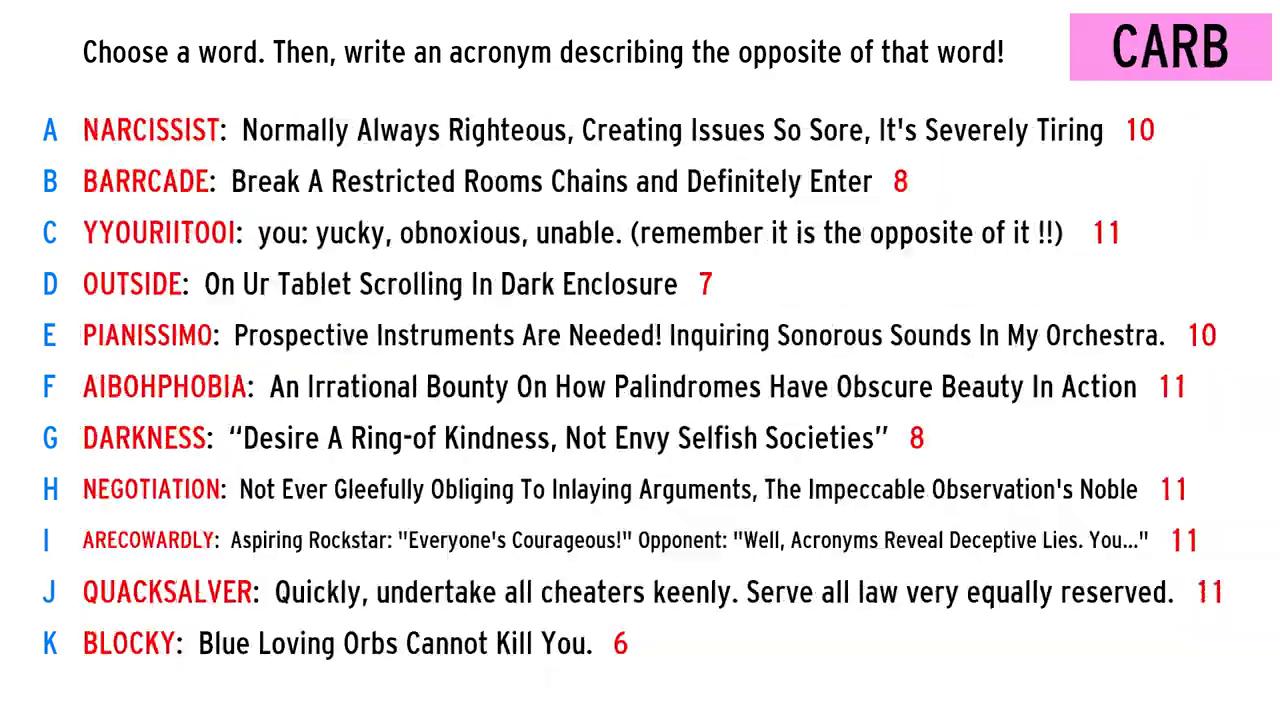 Choose a word. Then, write an acronym describing the opposite of that word!
CARB
A NARCISSIST: Normally Always Righteous, Creating Issues So Sore, It's Severely Tiring 10
B BARRCADE: Break A Restricted Rooms Chains and Definitely Enter 8
C YYOURIITOOI: you: yucky, obnoxious, unable. (remember it is the opposite of it !!) 11
D OUTSIDE: On Ur Tablet Scrolling In Dark Enclosure 7
E PIANISSIMO: Prospective Instruments Are Needed! Inquiring Sonorous Sounds In My Orchestra. 10
F AIBOHPHOBIA: An Irrational Bounty On How Palindromes Have Obscure Beauty In Action 11
G DARKNESS: “Desire A Ring-of Kindness, Not Envy Selfish Societies” 8
H NEGOTIATION: Not Ever Gleefully Obliging To Inlaying Arguments, The Impeccable Observation's Noble 11
I ARECOWARDLY: Aspiring Rockstar: "Everyone's Courageous!" Opponent: "Well, Acronyms Reveal Deceptive Lies. You..." 11
J QUACKSALVER: Quickly, undertake all cheaters keenly. Serve all law very equally reserved. 11
K BLOCKY: Blue Loving Orbs Cannot Kill You. 6